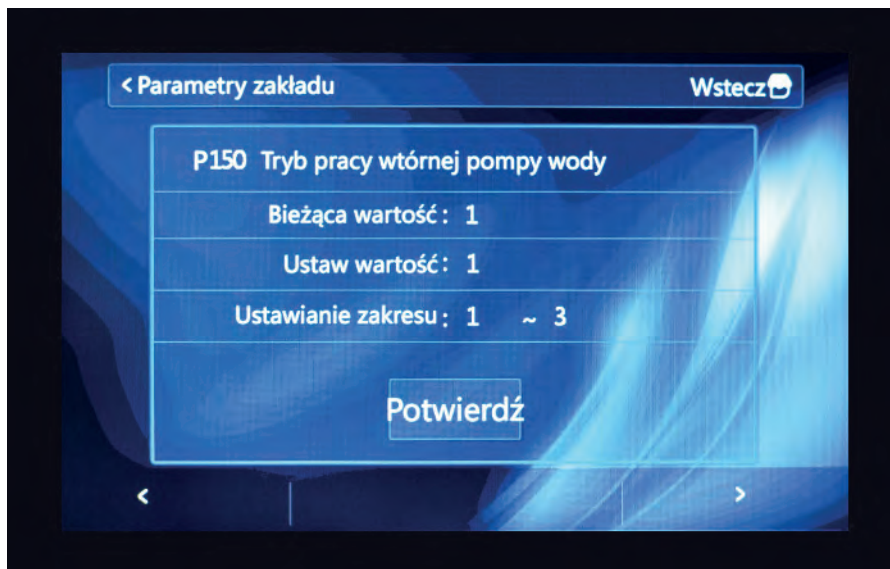 < Parametry zakładu Wstecz
P150 Tryb pracy wtórnej pompy wody
Bieżąca wartość: 1
Ustaw wartość: 1
Ustawianie zakresu: 1 ~ 3
Potwierdź
< >